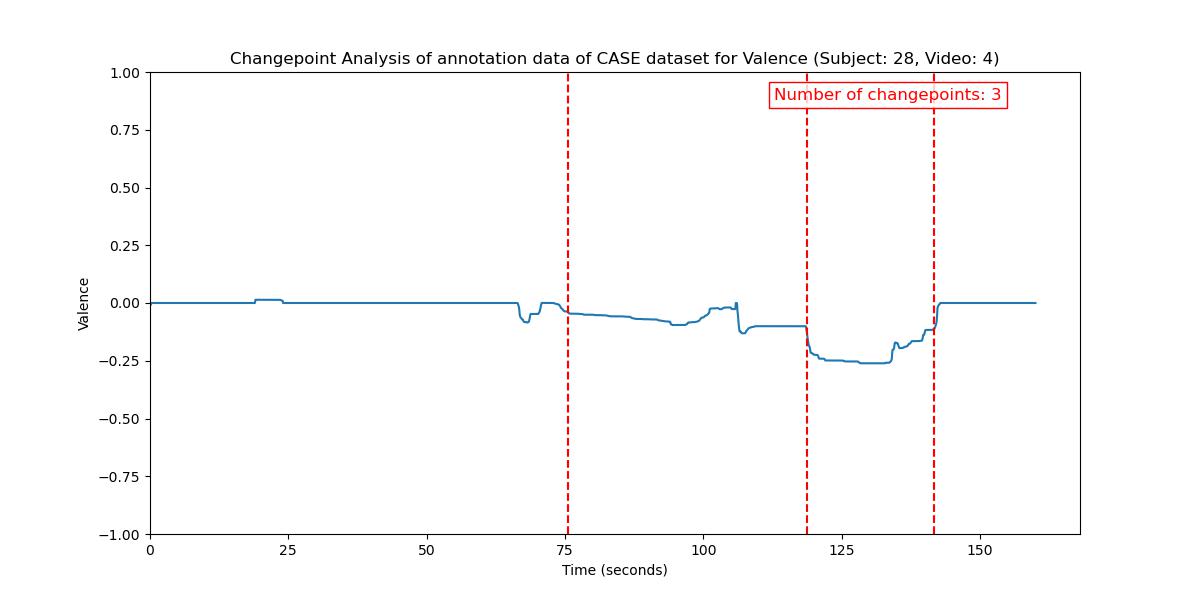 Changepoint Analysis of annotation data of CASE dataset for Valence (Subject: 28, Video: 4)
Number of changepoints: 3
Valence
1.00
0.75
0.50
0.25
0.00
−0.25
−0.50
−0.75
−1.00
0 25 50 75 100 125 150
Time (seconds)